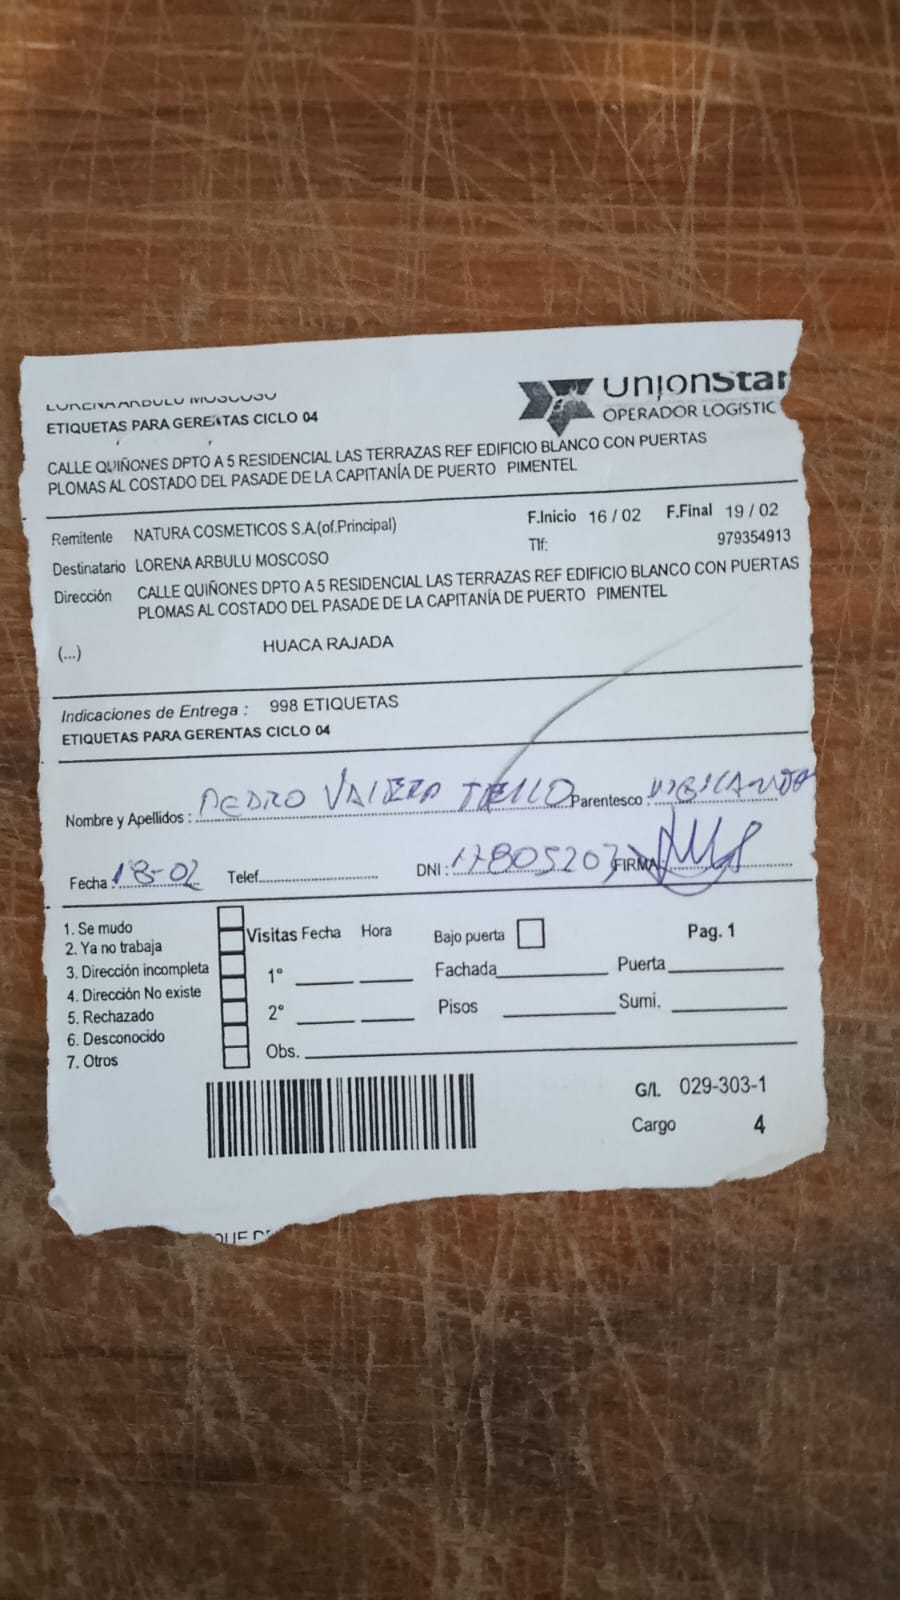 LORENA ARBULU MOSCOSO
ETIQUETAS PARA GERENTAS CICLO 04
UnionStar
OPERADOR LOGISTIC
CALLE QUIÑONES DPTO A 5 RESIDENCIAL LAS TERRAZAS REF EDIFICIO BLANCO CON PUERTAS
PLOMAS AL COSTADO DEL PASADE DE LA CAPITANÍA DE PUERTO PIMENTEL
Remitente NATURA COSMETICOS S.A.(of.Principal) F.Inicio 16 / 02 F.Final 19 / 02
Destinatario LORENA ARBULU MOSCOSO Tlf: 979354913
Dirección CALLE QUIÑONES DPTO A 5 RESIDENCIAL LAS TERRAZAS REF EDIFICIO BLANCO CON PUERTAS
PLOMAS AL COSTADO DEL PASADE DE LA CAPITANÍA DE PUERTO PIMENTEL
(...) HUACA RAJADA
Indicaciones de Entrega : 998 ETIQUETAS
ETIQUETAS PARA GERENTAS CICLO 04
Nombre y Apellidos : PEDRO VALERA TELLO Parentesco :
Fecha : 18-02 Telef. DNI : 17805207 FIRMA:
1. Se mudo
2. Ya no trabaja
3. Dirección incompleta
4. Dirección No existe
5. Rechazado
6. Desconocido
7. Otros
Visitas Fecha Hora Bajo puerta Pag. 1
1° Fachada Puerta
2° Pisos Sumi.
Obs.
G/I. 029-303-1
Cargo 4